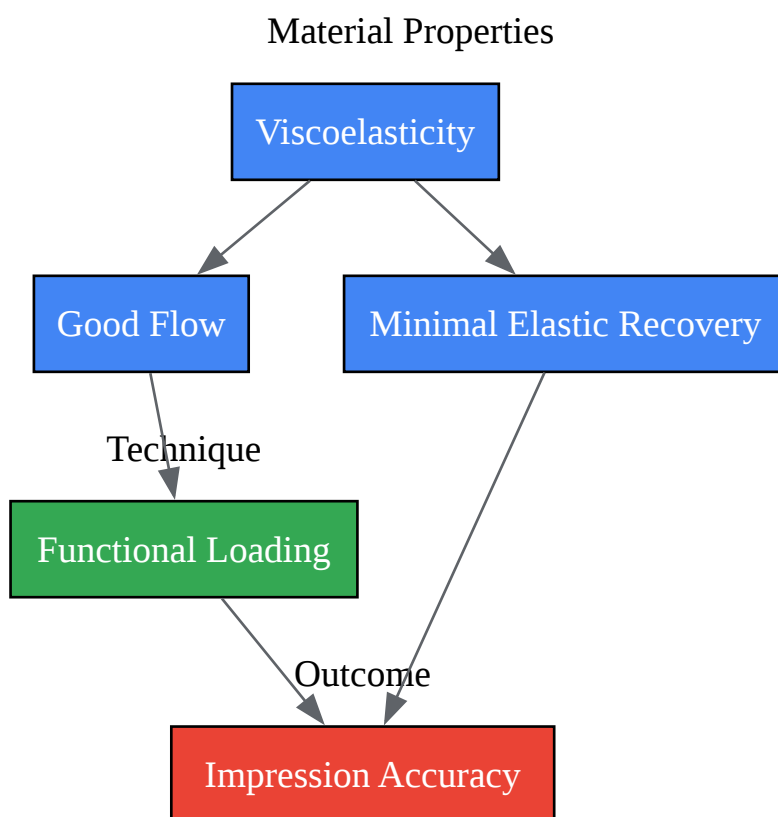 Material Properties
Viscoelasticity
Good Flow
Minimal Elastic Recovery
Technique
Functional Loading
Outcome
Impression Accuracy